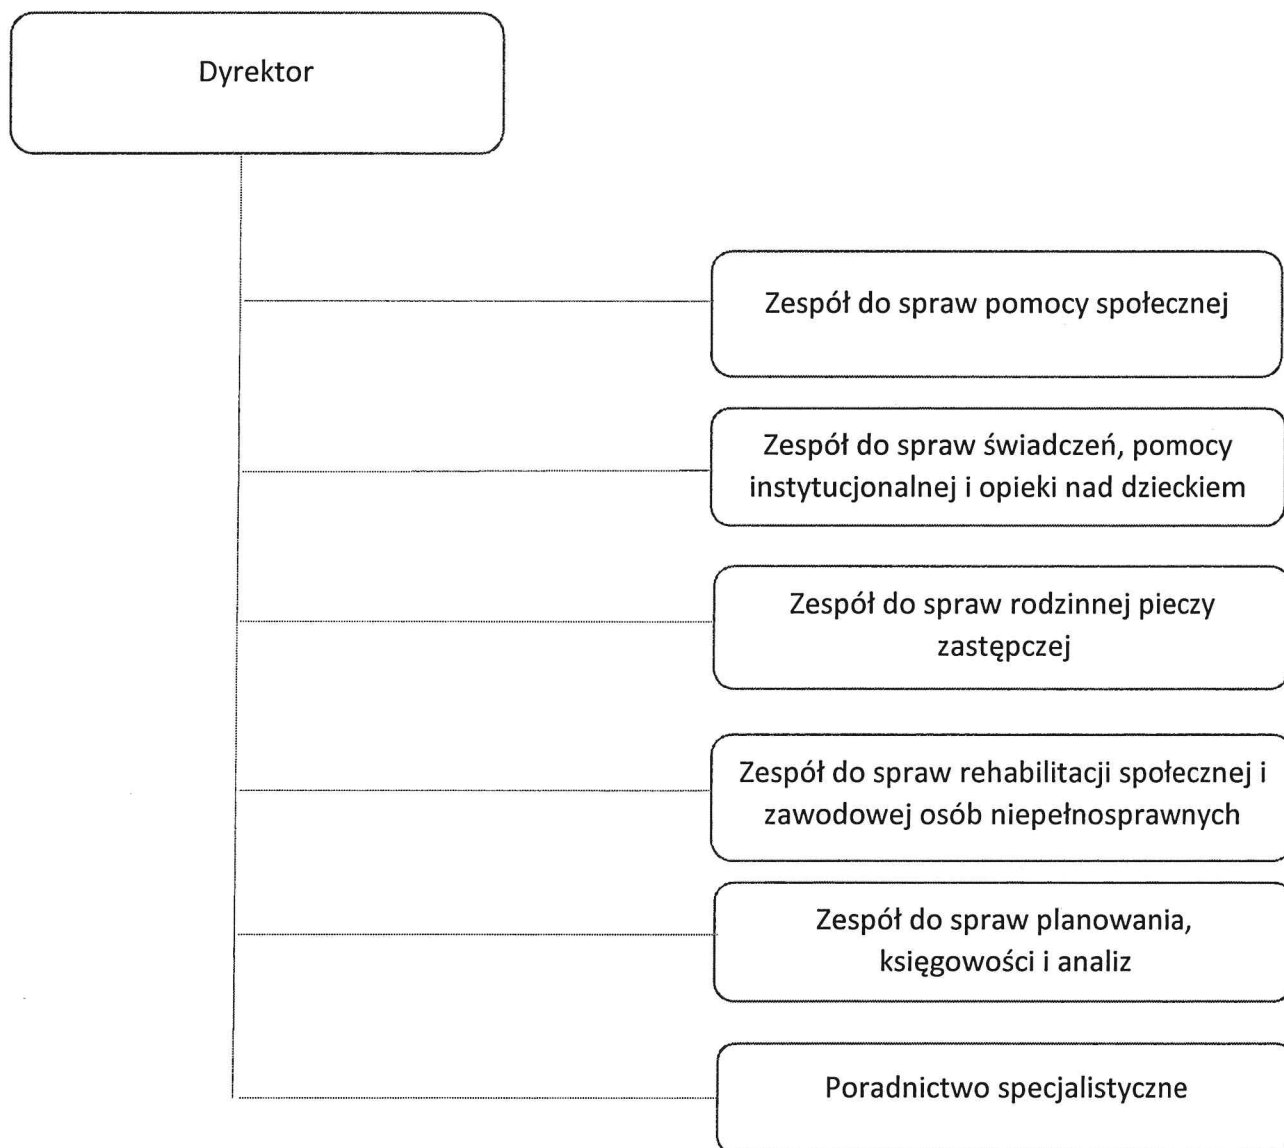 Dyrektor
Zespół do spraw pomocy społecznej
Zespół do spraw świadczeń, pomocy
instytucjonalnej i opieki nad dzieckiem
Zespół do spraw rodzinnej pieczy
zastępczej
Zespół do spraw rehabilitacji społecznej i
zawodowej osób niepełnosprawnych
Zespół do spraw planowania,
księgowości i analiz
Poradnictwo specjalistyczne